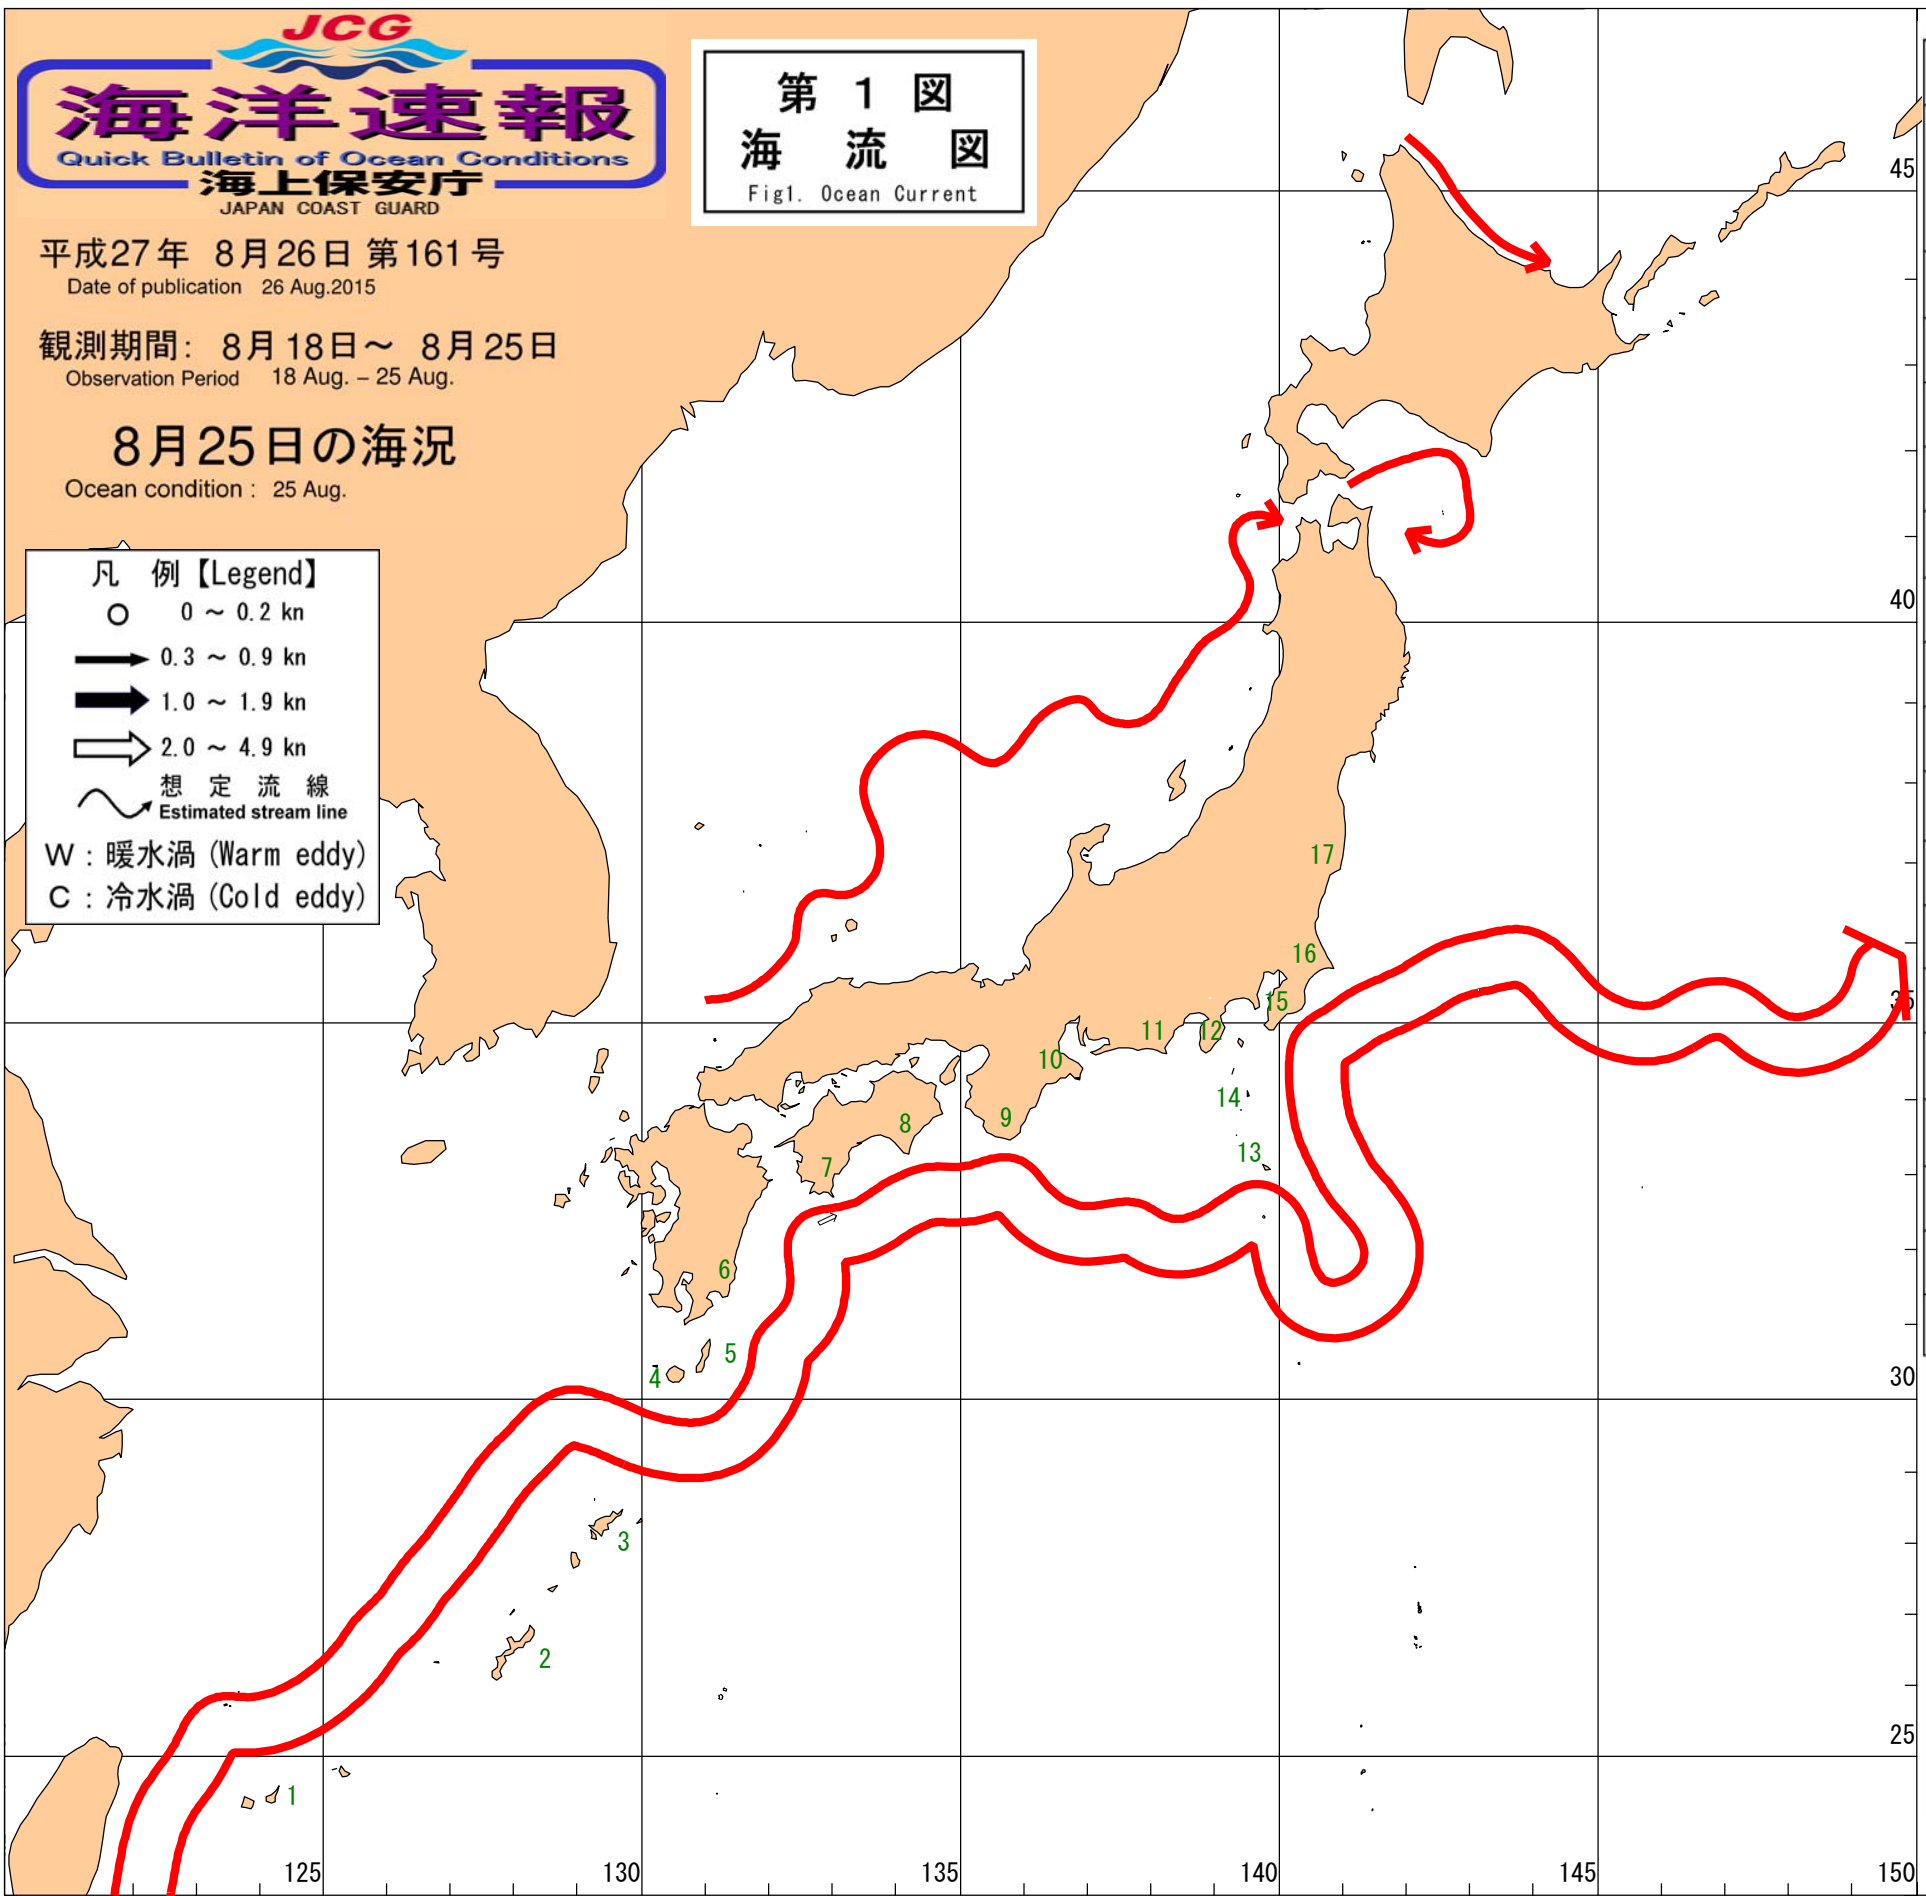 JCG
海洋速報
Quick Bulletin of Ocean Conditions
海上保安庁
JAPAN COAST GUARD
平成27年 8月26日 第161号
Date of publication 26 Aug.2015
観測期間: 8月18日～ 8月25日
Observation Period 18 Aug. – 25 Aug.
8月25日の海況
Ocean condition : 25 Aug.
第 1 図
海 流 図
Fig1. Ocean Current
凡 例【Legend】
0 ～ 0.2 kn
0.3 ～ 0.9 kn
1.0 ～ 1.9 kn
2.0 ～ 4.9 kn
想 定 流 線
Estimated stream line
W : 暖水渦 (Warm eddy)
C : 冷水渦 (Cold eddy)
45
40
35
30
25
17
16
15
11
12
10
14
9
8
13
7
6
5
4
3
2
1
125
130
135
140
145
150